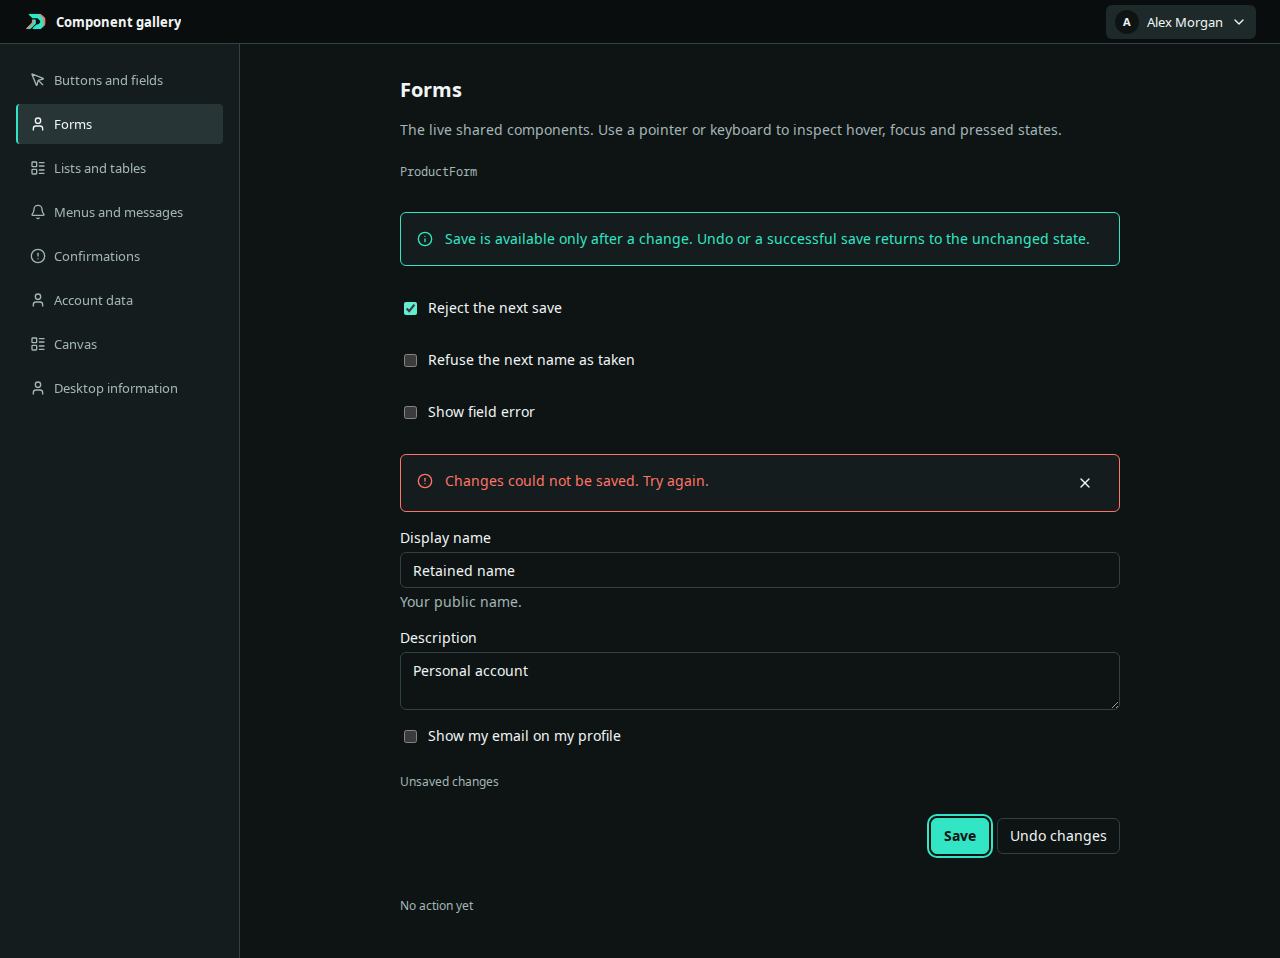 Component gallery
A
Alex Morgan
Buttons and fields
Forms
Lists and tables
Menus and messages
Confirmations
Account data
Canvas
Desktop information
Forms
The live shared components. Use a pointer or keyboard to inspect hover, focus and pressed states.
ProductForm
Save is available only after a change. Undo or a successful save returns to the unchanged state.
Reject the next save
Refuse the next name as taken
Show field error
Changes could not be saved. Try again.
Display name
Retained name
Your public name.
Description
Personal account
Show my email on my profile
Unsaved changes
Save
Undo changes
No action yet